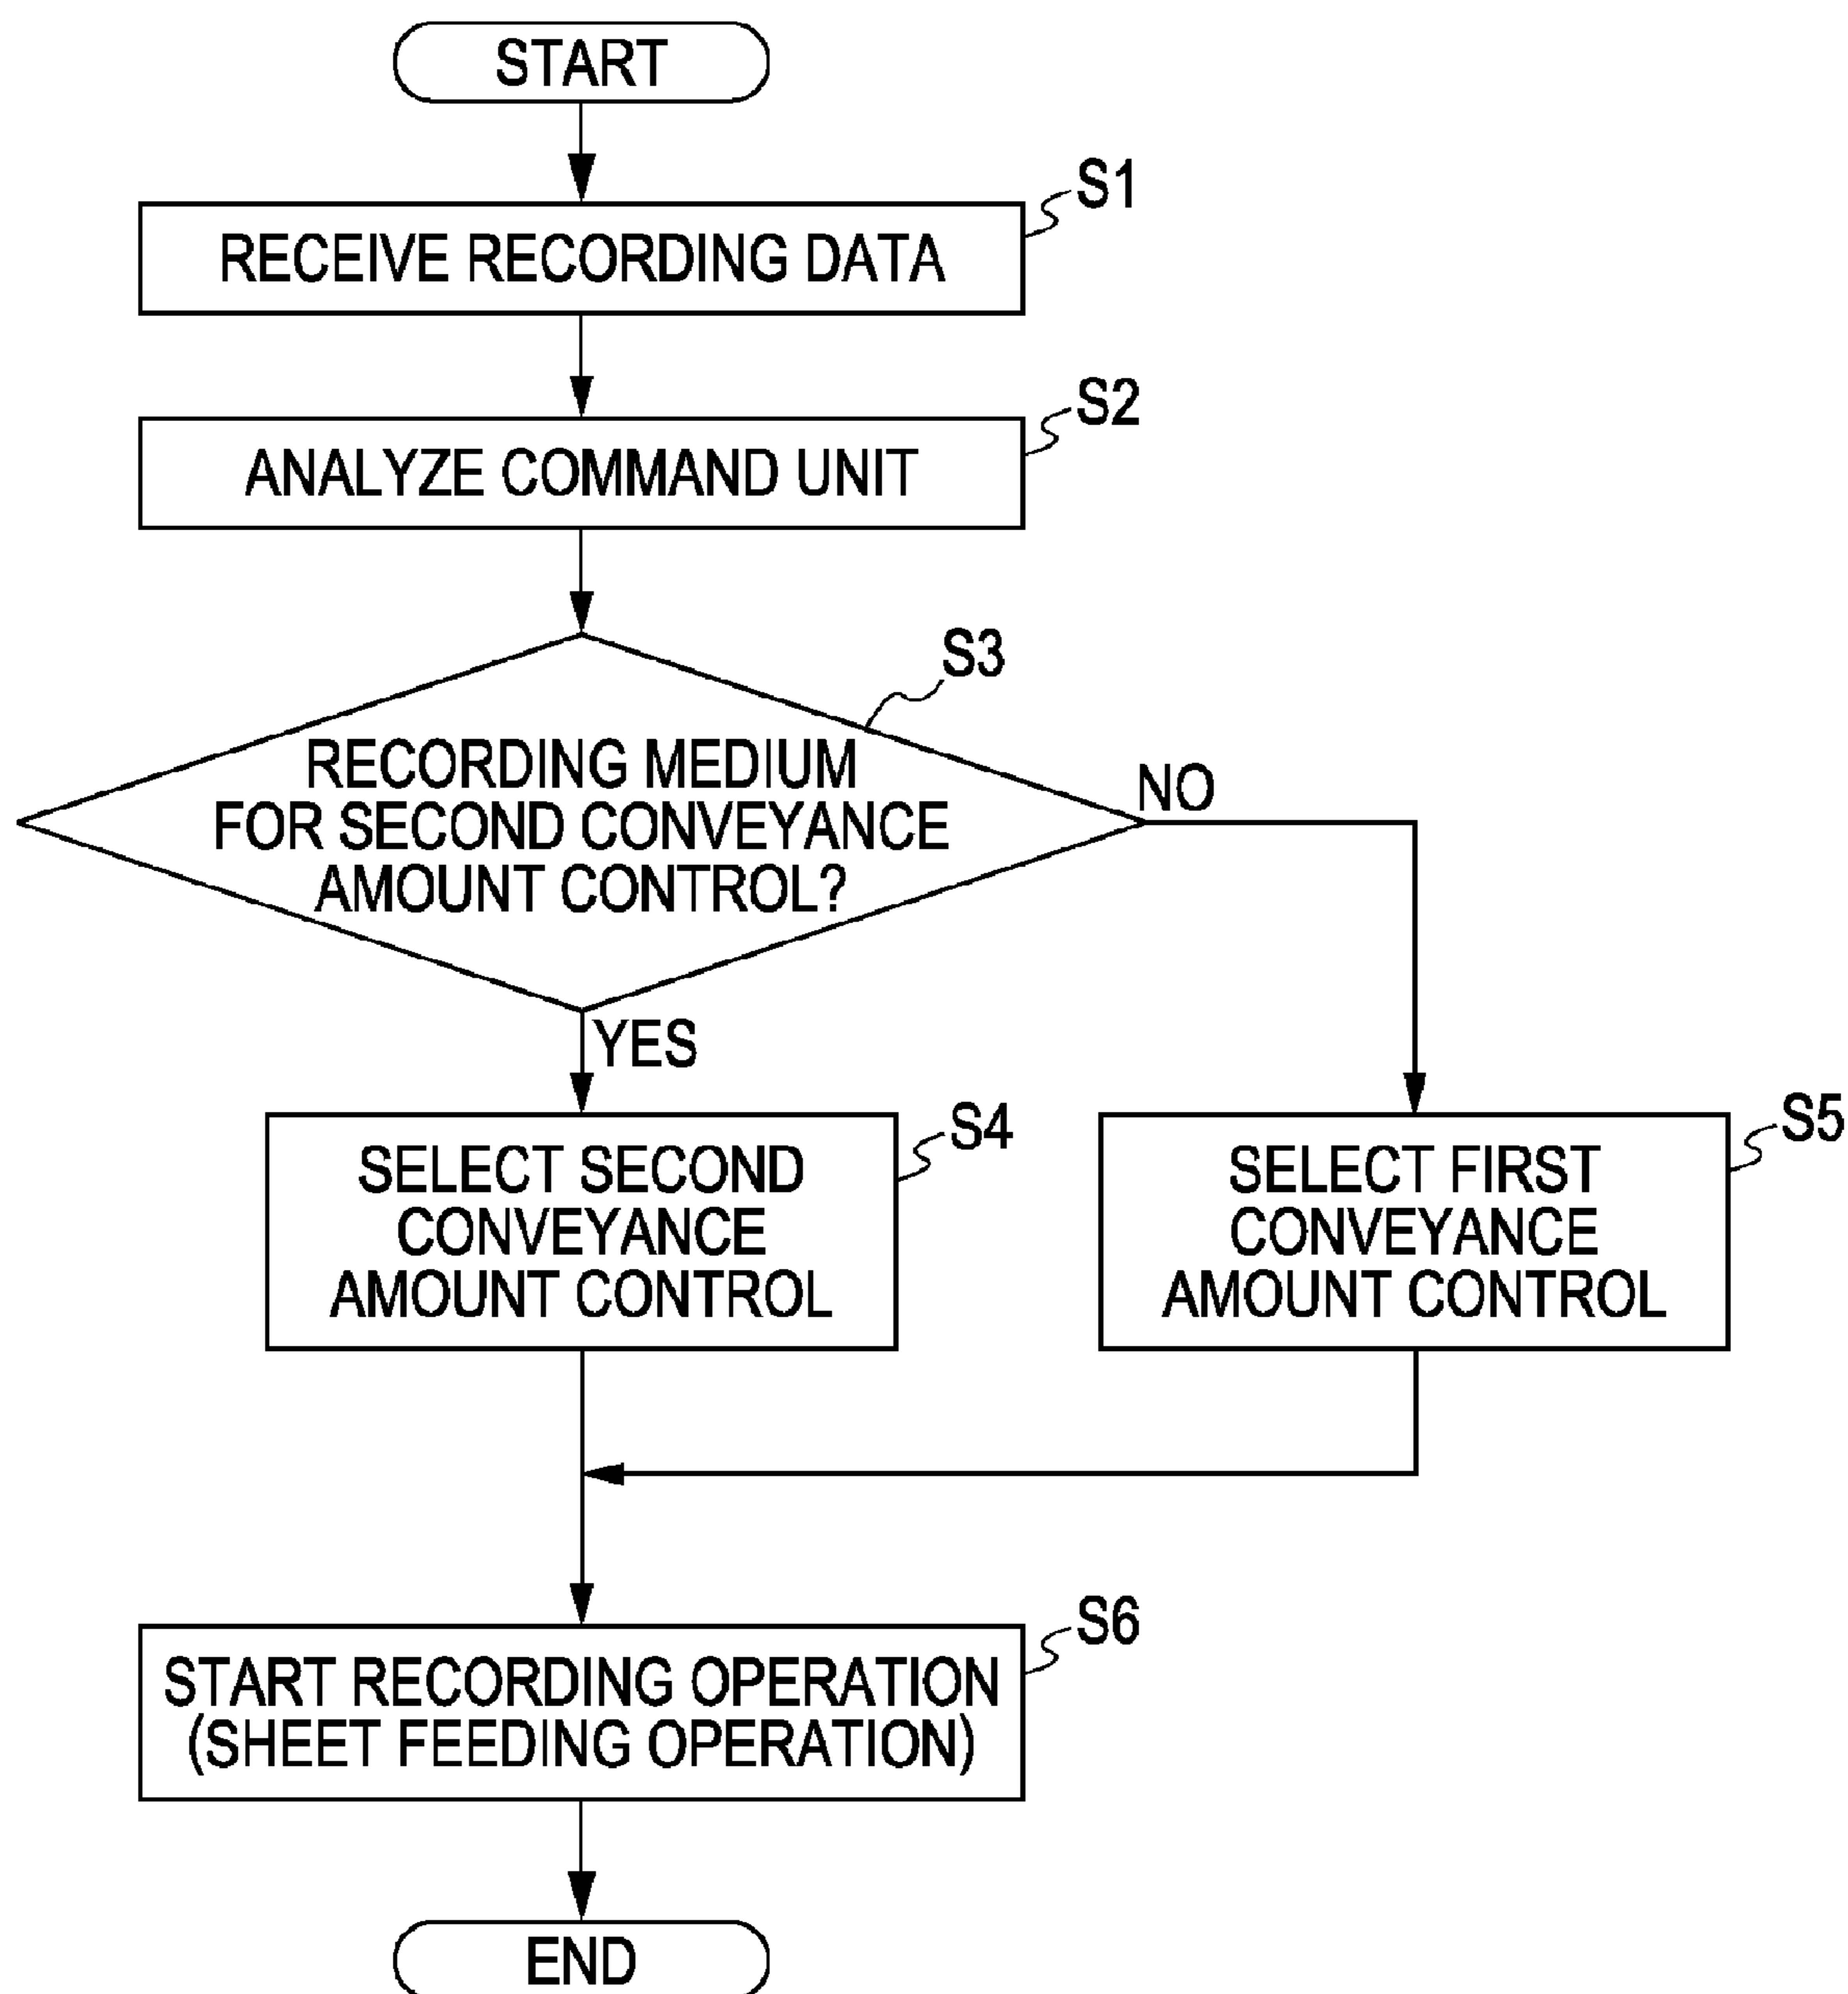 START
S1
RECEIVE RECORDING DATA
S2
ANALYZE COMMAND UNIT
S3
RECORDING MEDIUM
FOR SECOND CONVEYANCE
AMOUNT CONTROL?
NO
YES
S4
SELECT SECOND
CONVEYANCE
AMOUNT CONTROL
S5
SELECT FIRST
CONVEYANCE
AMOUNT CONTROL
S6
START RECORDING OPERATION
(SHEET FEEDING OPERATION)
END